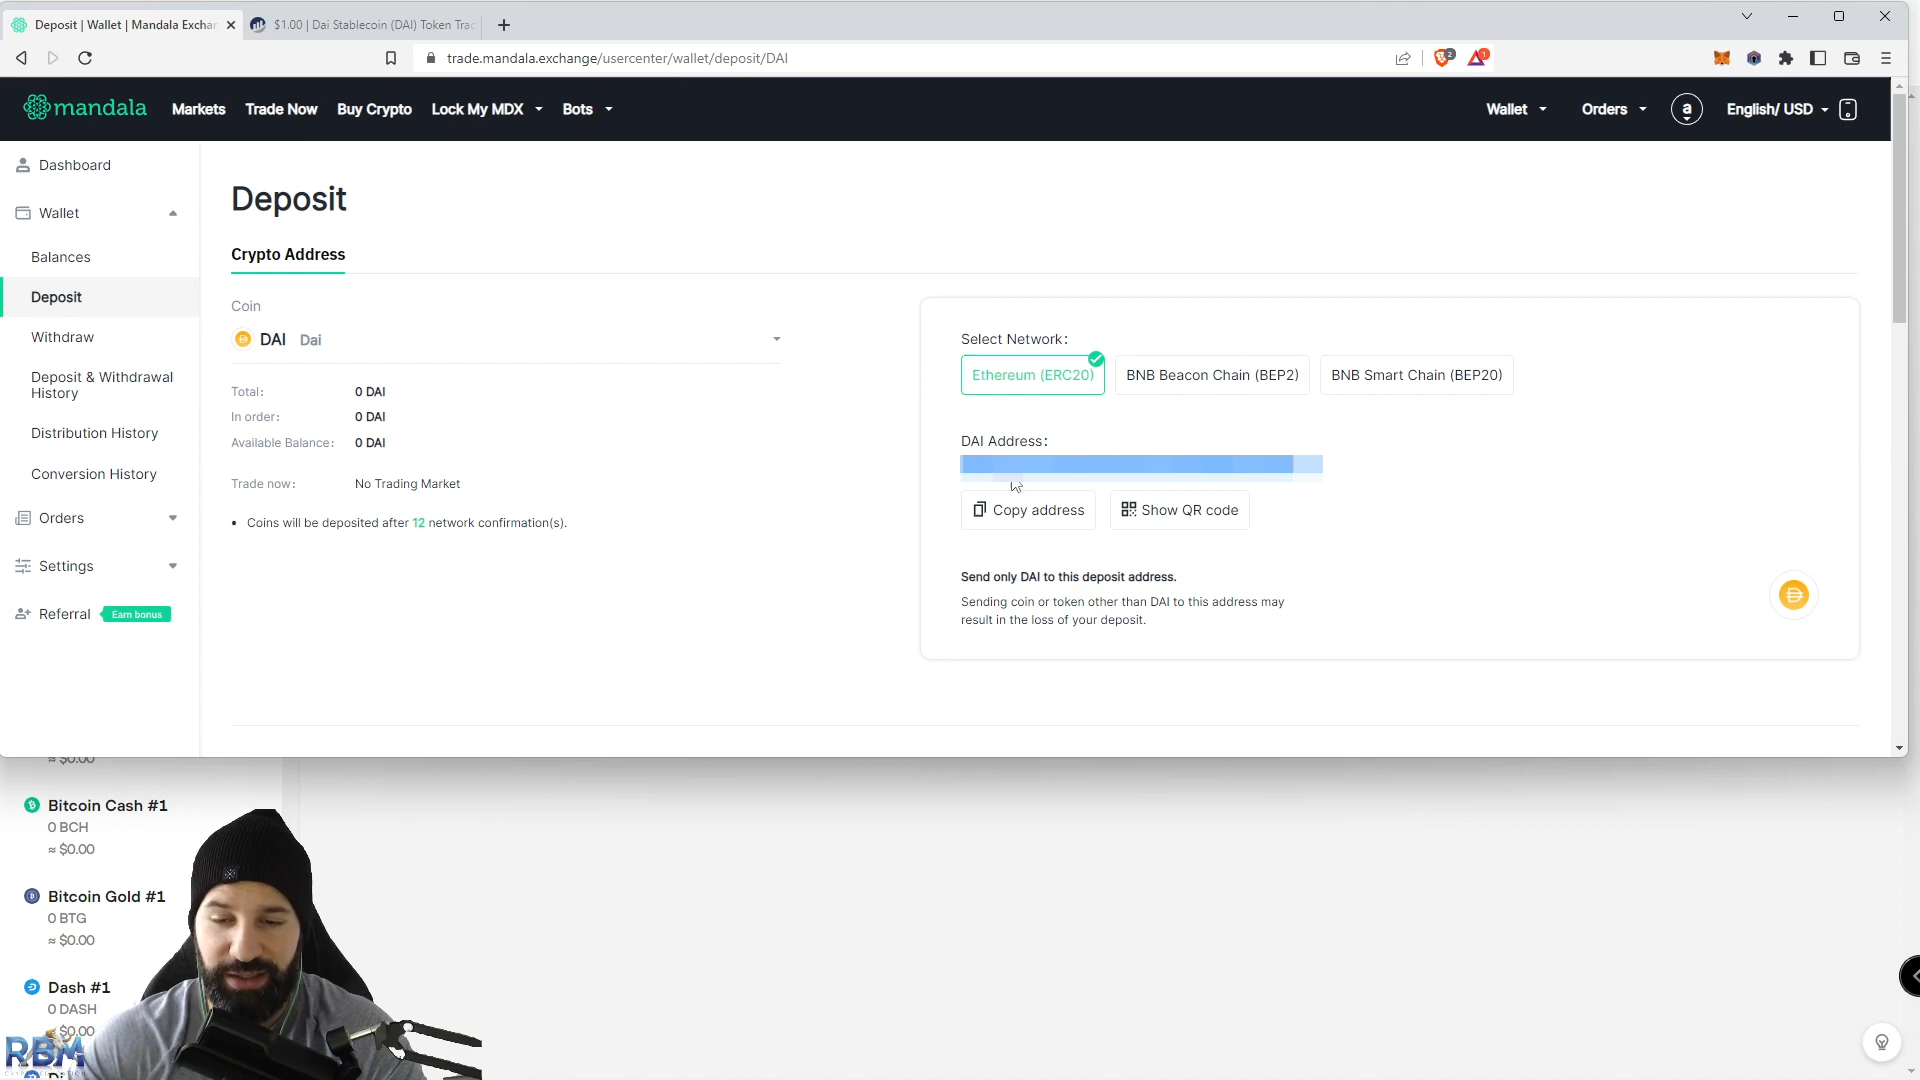 Deposit | Wallet | Mandala Exchan
$1.00 | Dai Stablecoin (DAI) Token Trac
trade.mandala.exchange/usercenter/wallet/deposit/DAI
2
1
mandala
Markets
Trade Now
Buy Crypto
Lock My MDX
Bots
Wallet
Orders
a
English/ USD
Dashboard
Wallet
Balances
Deposit
Withdraw
Deposit & Withdrawal
History
Distribution History
Conversion History
Orders
Settings
Referral
Earn bonus
Deposit
Crypto Address
Coin
DAI Dai
Total: 0 DAI
In order: 0 DAI
Available Balance: 0 DAI
Trade now: No Trading Market
• Coins will be deposited after 12 network confirmation(s).
Select Network:
Ethereum (ERC20)
BNB Beacon Chain (BEP2)
BNB Smart Chain (BEP20)
DAI Address:
Copy address
Show QR code
Send only DAI to this deposit address.
Sending coin or token other than DAI to this address may
result in the loss of your deposit.
≈ $0.00
Bitcoin Cash #1
0 BCH
≈ $0.00
Bitcoin Gold #1
0 BTG
≈ $0.00
Dash #1
0 DASH
$0.00
RBM